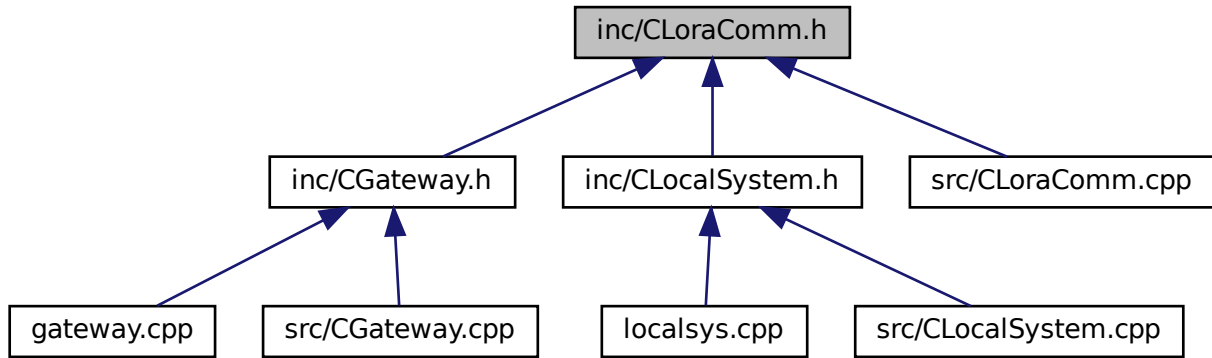 inc/CLoraComm.h
inc/CGateway.h
inc/CLocalSystem.h
src/CLoraComm.cpp
gateway.cpp
src/CGateway.cpp
localsys.cpp
src/CLocalSystem.cpp